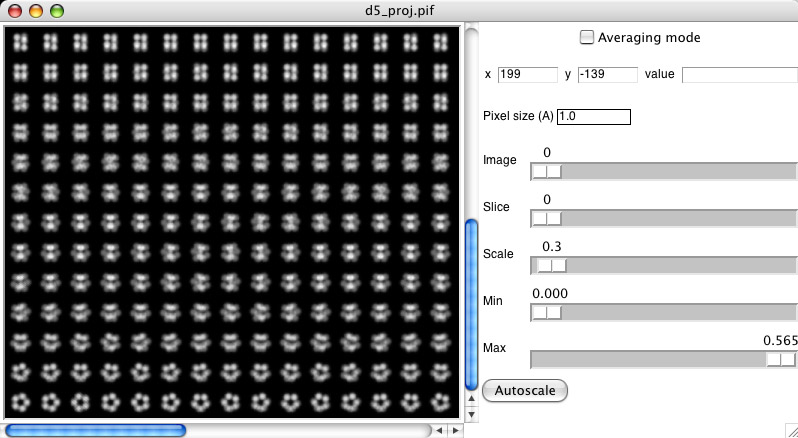 d5_proj.pif
Averaging mode
x 199 y -139 value
Pixel size (A) 1.0
0
Image
0
Slice
0.3
Scale
0.000
Min
0.565
Max
Autoscale